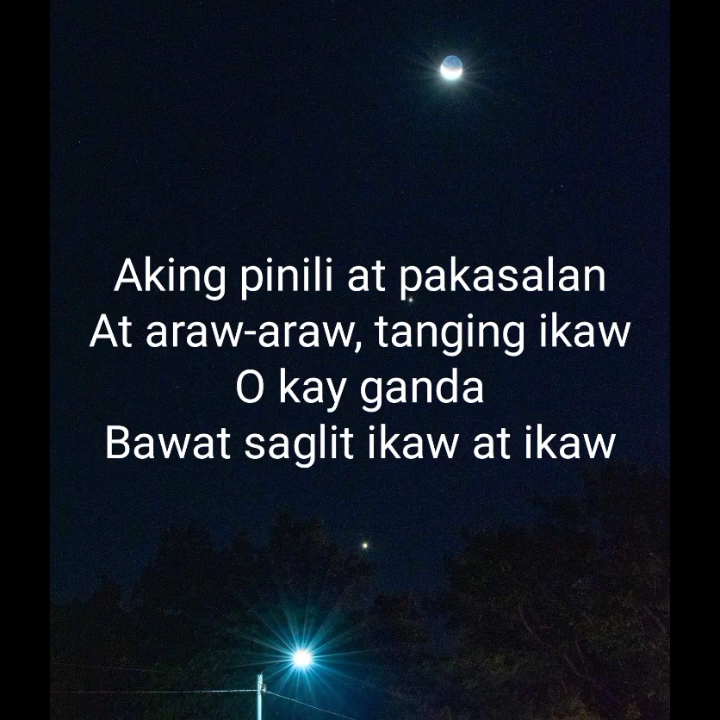 Aking pinili at pakasalan
At araw-araw, tanging ikaw
O kay ganda
Bawat saglit ikaw at ikaw